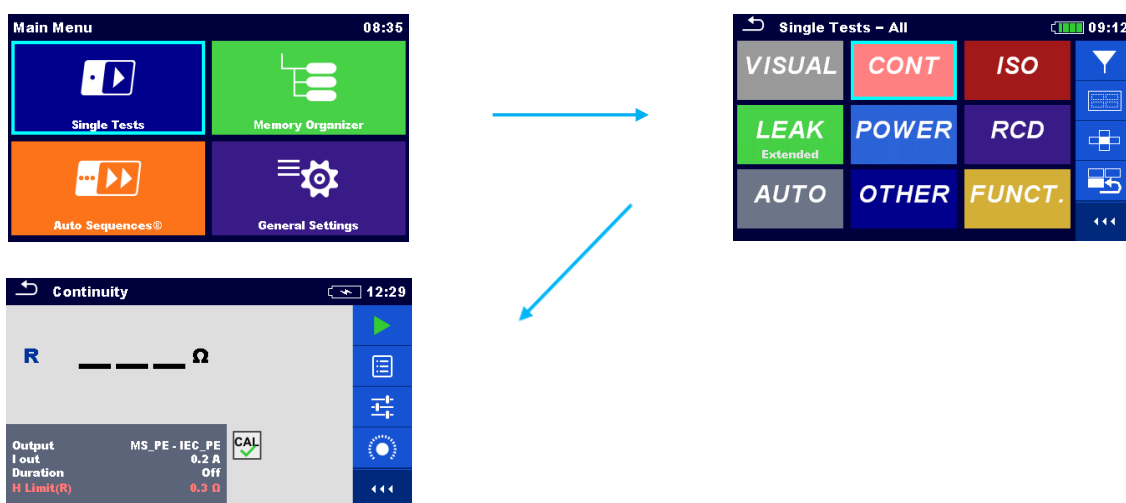 Main Menu 08:35
Single Tests
Memory Organizer
Auto Sequences®
General Settings
Single Tests – All 09:12
VISUAL CONT ISO
LEAK POWER RCD
Extended
AUTO OTHER FUNCT.
Continuity 12:29
R ___ Ω
CAL
Output MS_PE - IEC_PE
I out 0.2 A
Duration Off
H Limit(R) 0.3 Ω